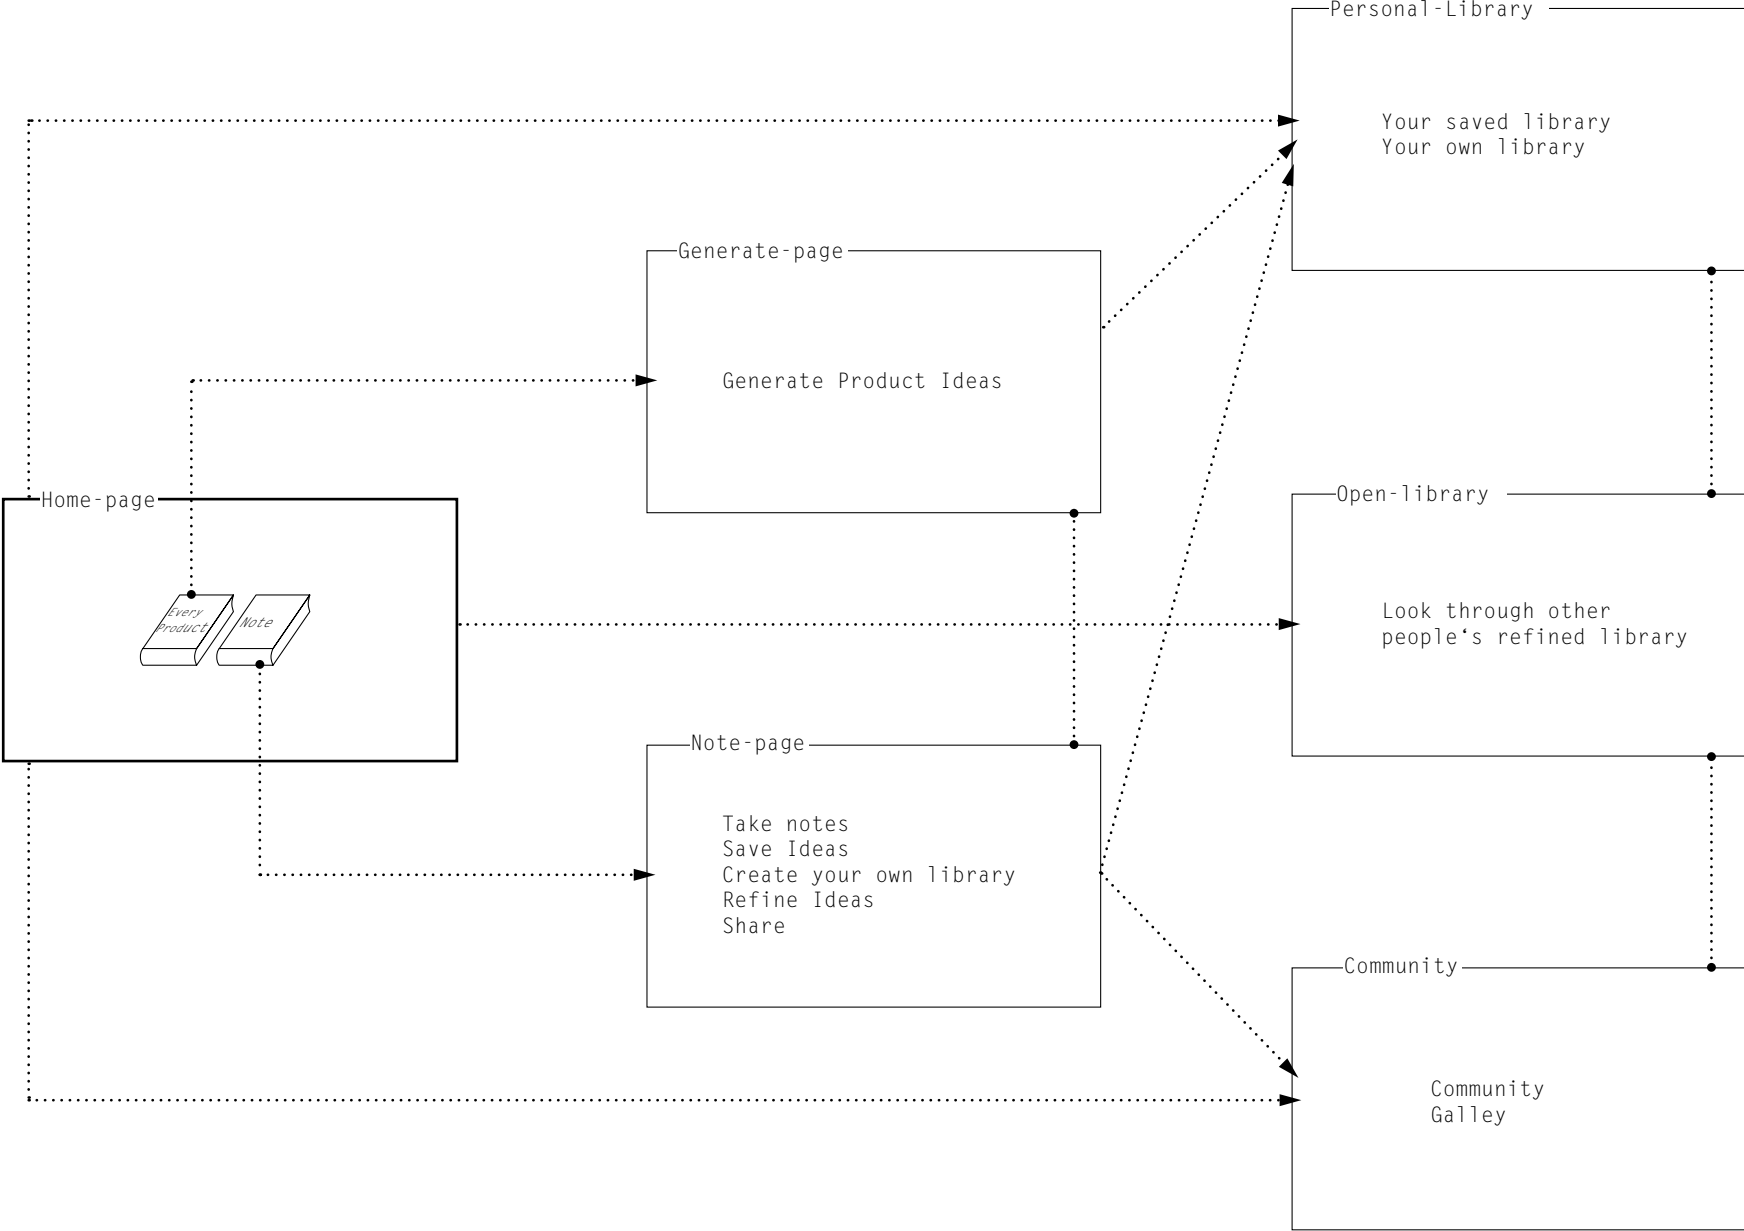 Personal-Library
Your saved library
Your own library
Generate-page
Generate Product Ideas
Home-page
Every
Product
Note
Open-library
Look through other
people‘s refined library
Note-page
Take notes
Save Ideas
Create your own library
Refine Ideas
Share
Community
Community
Galley